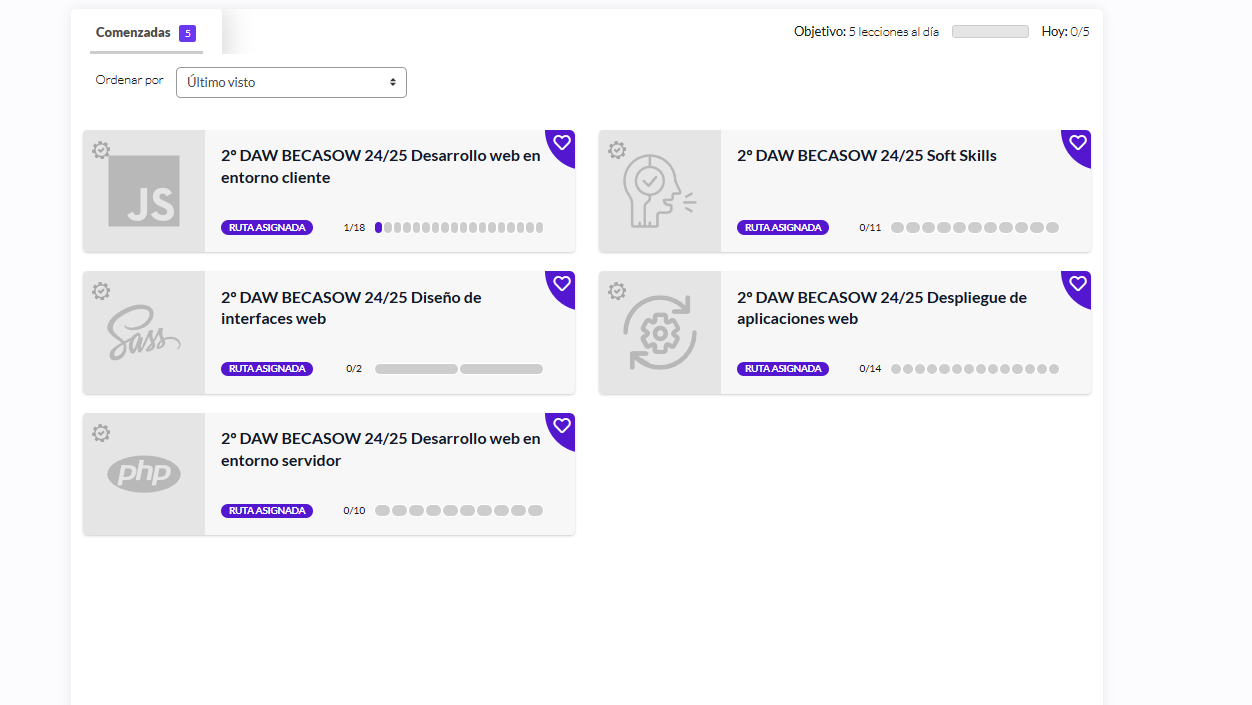 Comenzadas 5
Objetivo: 5 lecciones al día
Hoy: 0/5
Ordenar por
Último visto
JS
2º DAW BECASOW 24/25 Desarrollo web en
entorno cliente
RUTA ASIGNADA
1/18
2º DAW BECASOW 24/25 Soft Skills
RUTA ASIGNADA
0/11
Sass
2º DAW BECASOW 24/25 Diseño de
interfaces web
RUTA ASIGNADA
0/2
2º DAW BECASOW 24/25 Despliegue de
aplicaciones web
RUTA ASIGNADA
0/14
php
2º DAW BECASOW 24/25 Desarrollo web en
entorno servidor
RUTA ASIGNADA
0/10